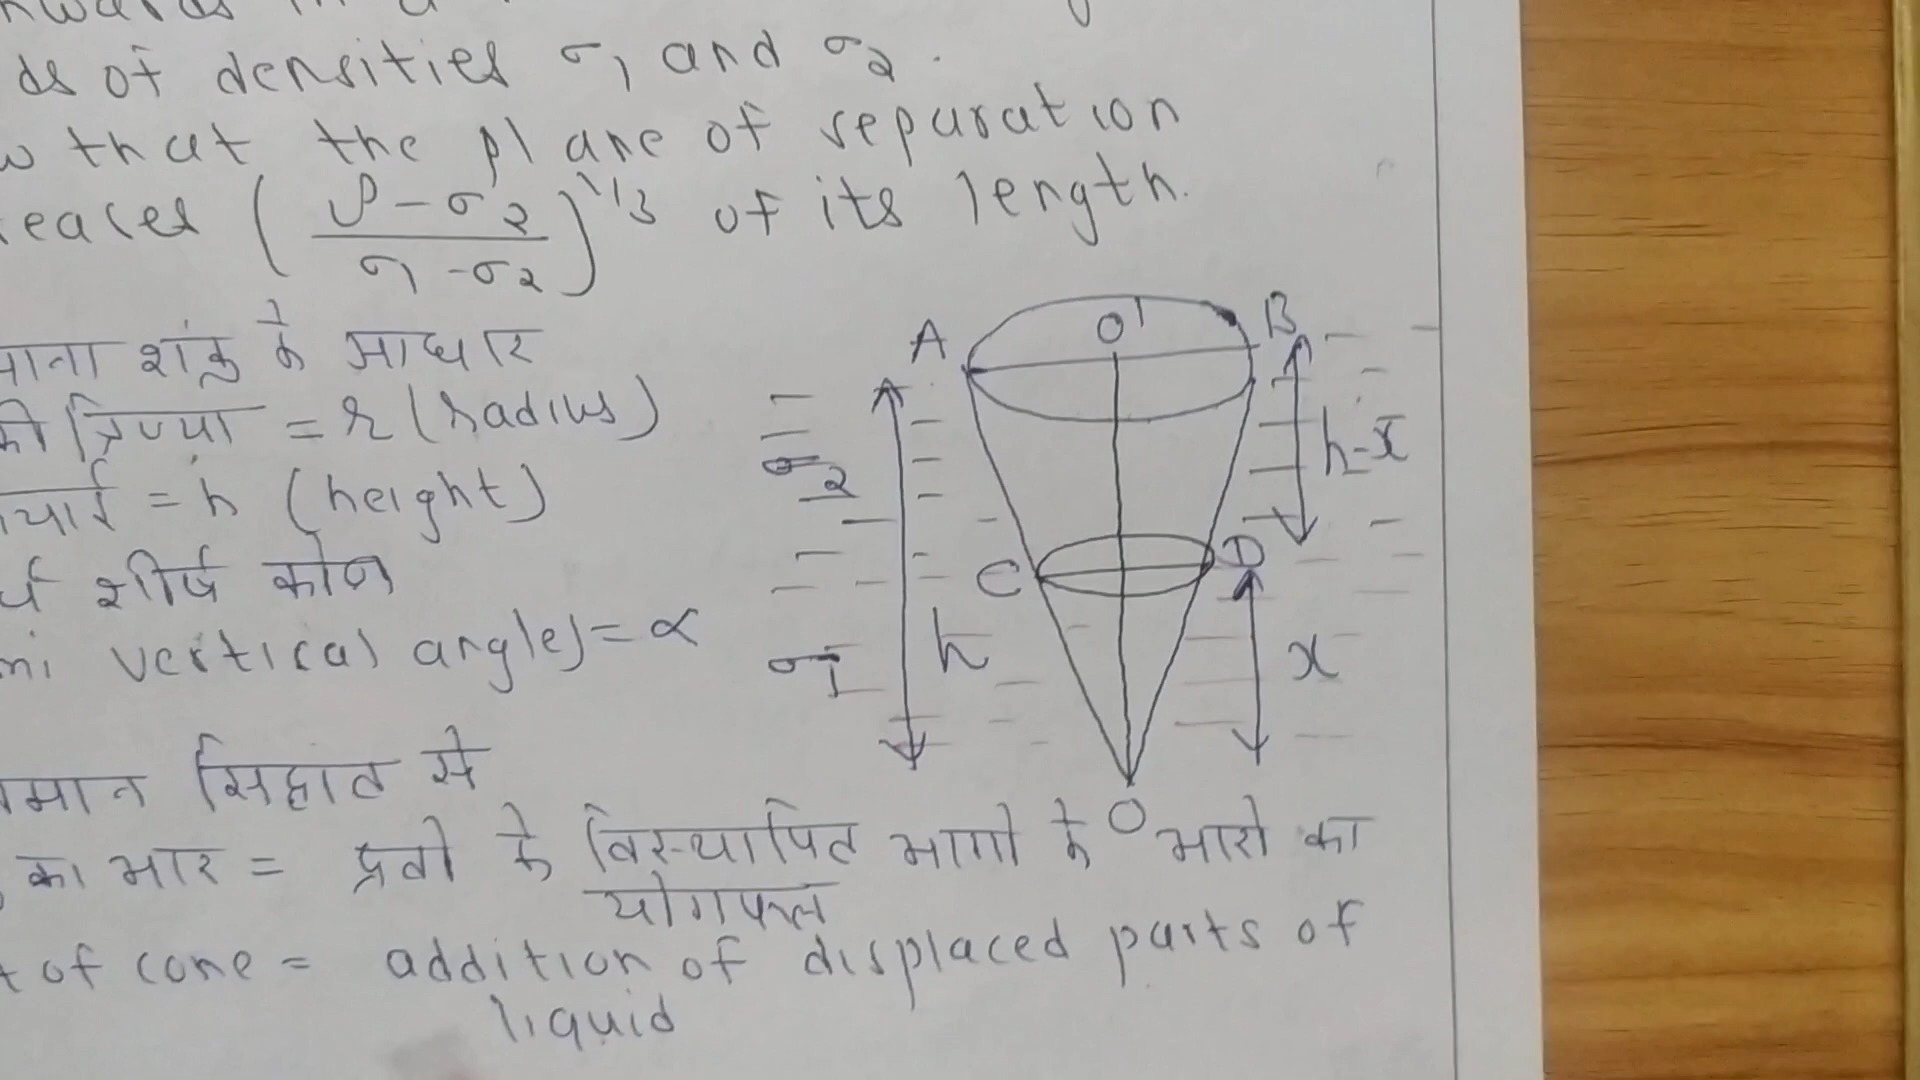 ds of densities σ1 and σ2.
that the plane of separation
(ρ-σ2/σ1-σ2)^1/3 of its length.
माना शंकु के आधार
की त्रिज्या = r (radius)
= h (height)
शीर्ष कोण
vertical angle) = α
सिद्धांत से
का भार = द्रवो के विस्थापित भागो के भारो का
योगफल
t of cone = addition of displaced parts of
liquid
A O' B
σ2 h-x
C D
σ1 h x
O